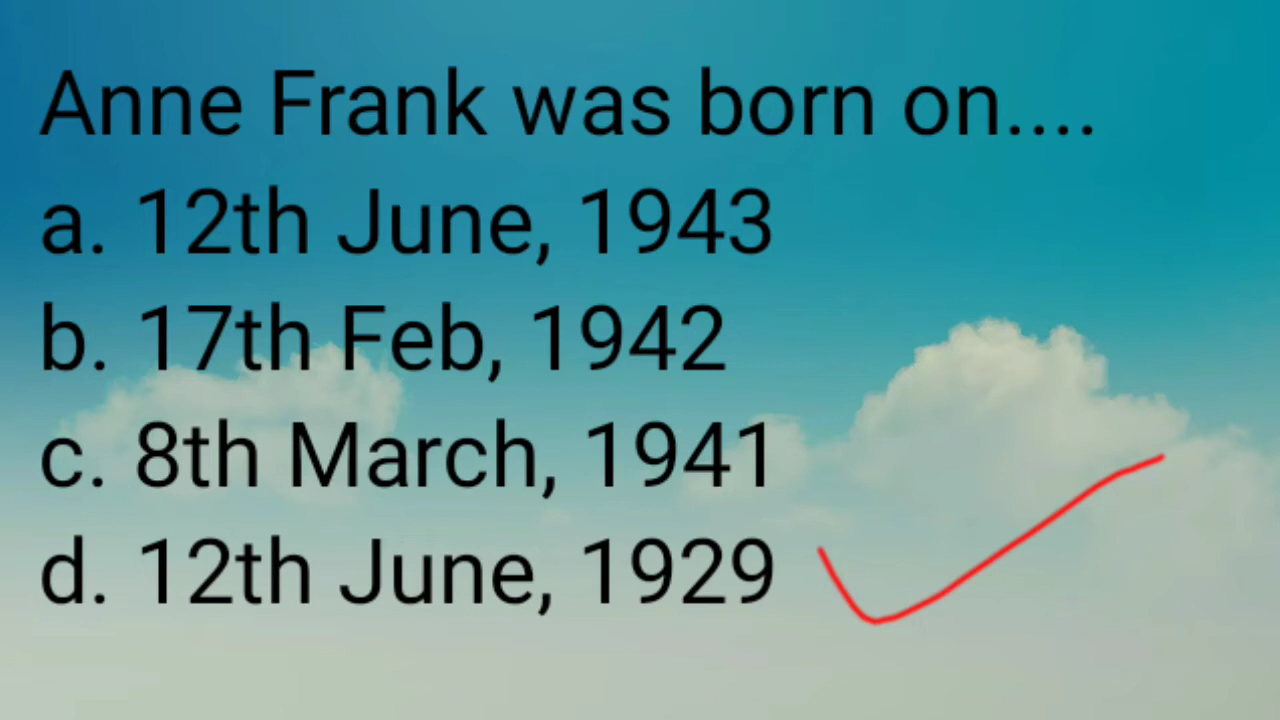 Anne Frank was born on....
a. 12th June, 1943
b. 17th Feb, 1942
c. 8th March, 1941
d. 12th June, 1929